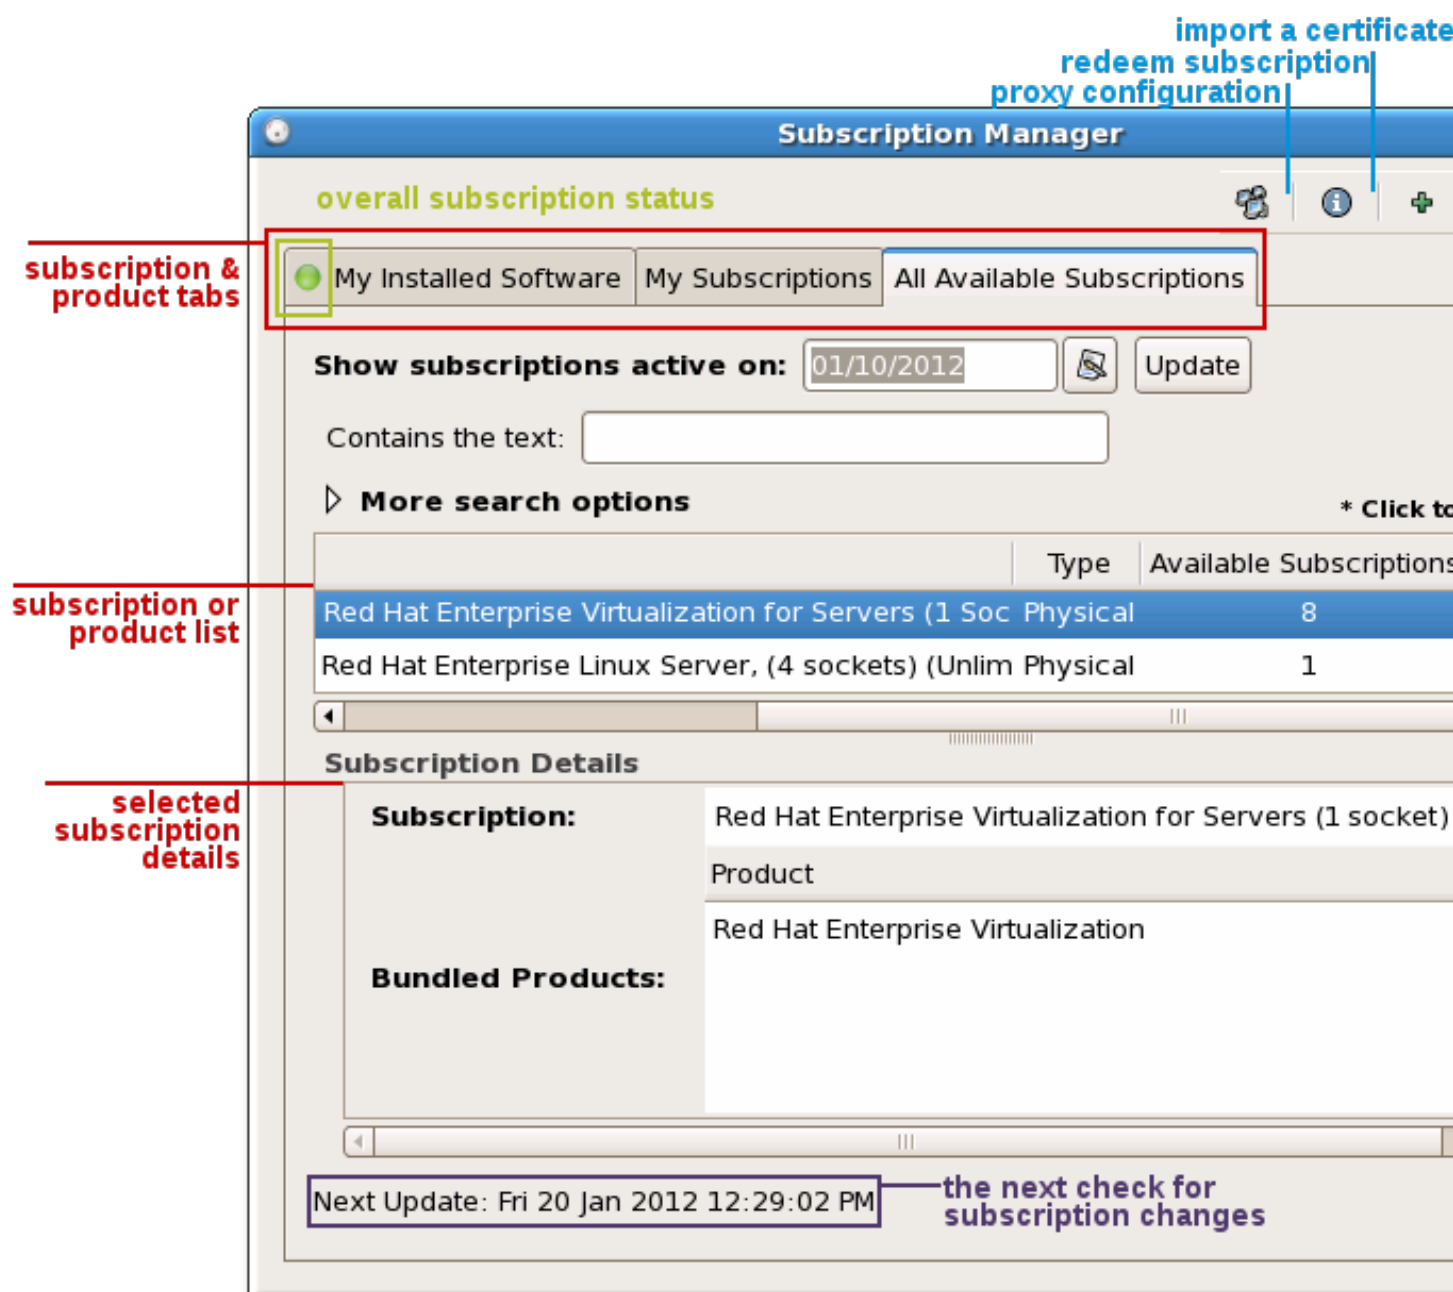 import a certificate
redeem subscription
proxy configuration
Subscription Manager
overall subscription status
subscription &
product tabs
My Installed Software
My Subscriptions
All Available Subscriptions
Show subscriptions active on:
01/10/2012
Update
Contains the text:
More search options
* Click to
Type
Available Subscriptions
subscription or
product list
Red Hat Enterprise Virtualization for Servers (1 Soc
Physical
8
Red Hat Enterprise Linux Server, (4 sockets) (Unlim
Physical
1
Subscription Details
selected
subscription
details
Subscription:
Red Hat Enterprise Virtualization for Servers (1 socket)
Product
Red Hat Enterprise Virtualization
Bundled Products:
Next Update: Fri 20 Jan 2012 12:29:02 PM
the next check for
subscription changes